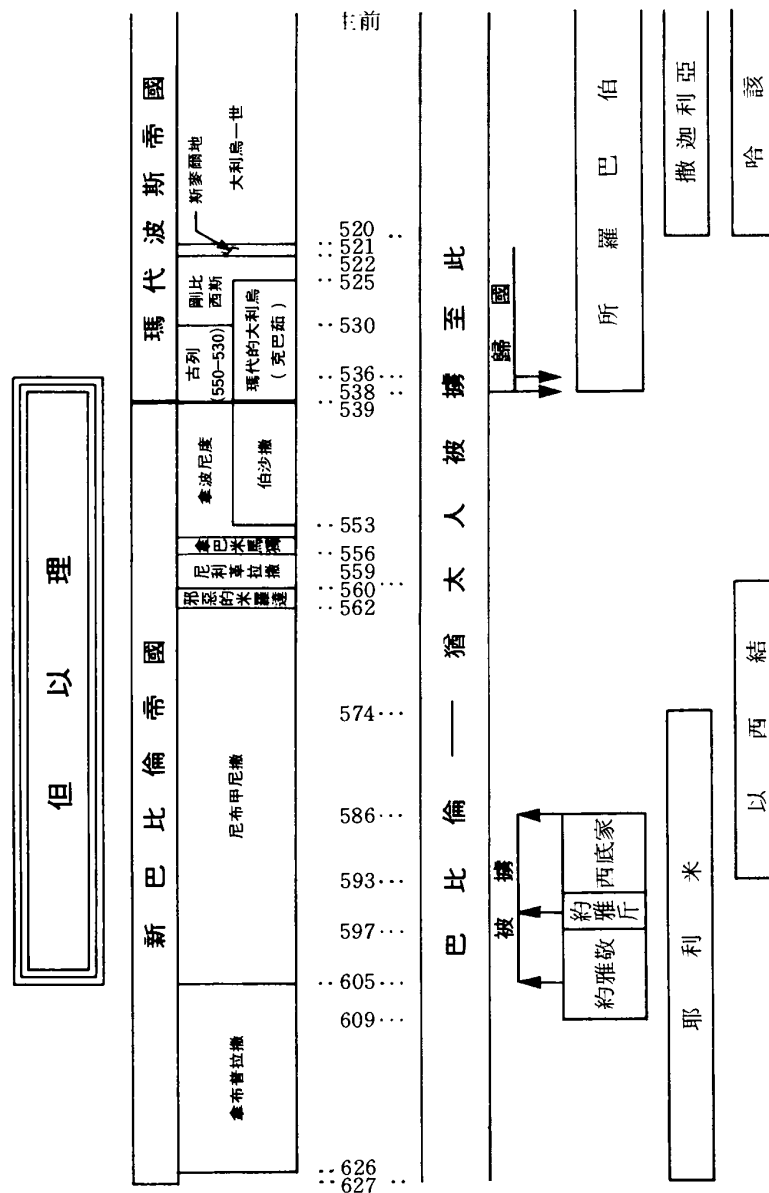 主前
但以理
瑪代波斯帝國
新巴比倫帝國
斯麥爾地
大利烏一世
剛比西斯
古列
(550–530)
瑪代的大利烏
(克巴茹)
拿波尼度
伯沙撒
拿巴米馬獨
尼利革拉撒
邪惡的米羅達
尼布甲尼撒
拿布普拉撒
520 ··
··521
··522
··525
··530
··536···
··538 ··
··539
··553
··556
··559
··560···
··562
574···
586···
593···
597···
··605···
609···
··626
··627 ··
巴比倫——猶太人被擄至此
歸國
被擄
西底家
約雅斤
約雅敬
所羅巴伯
撒迦利亞
哈該
以西結
耶利米